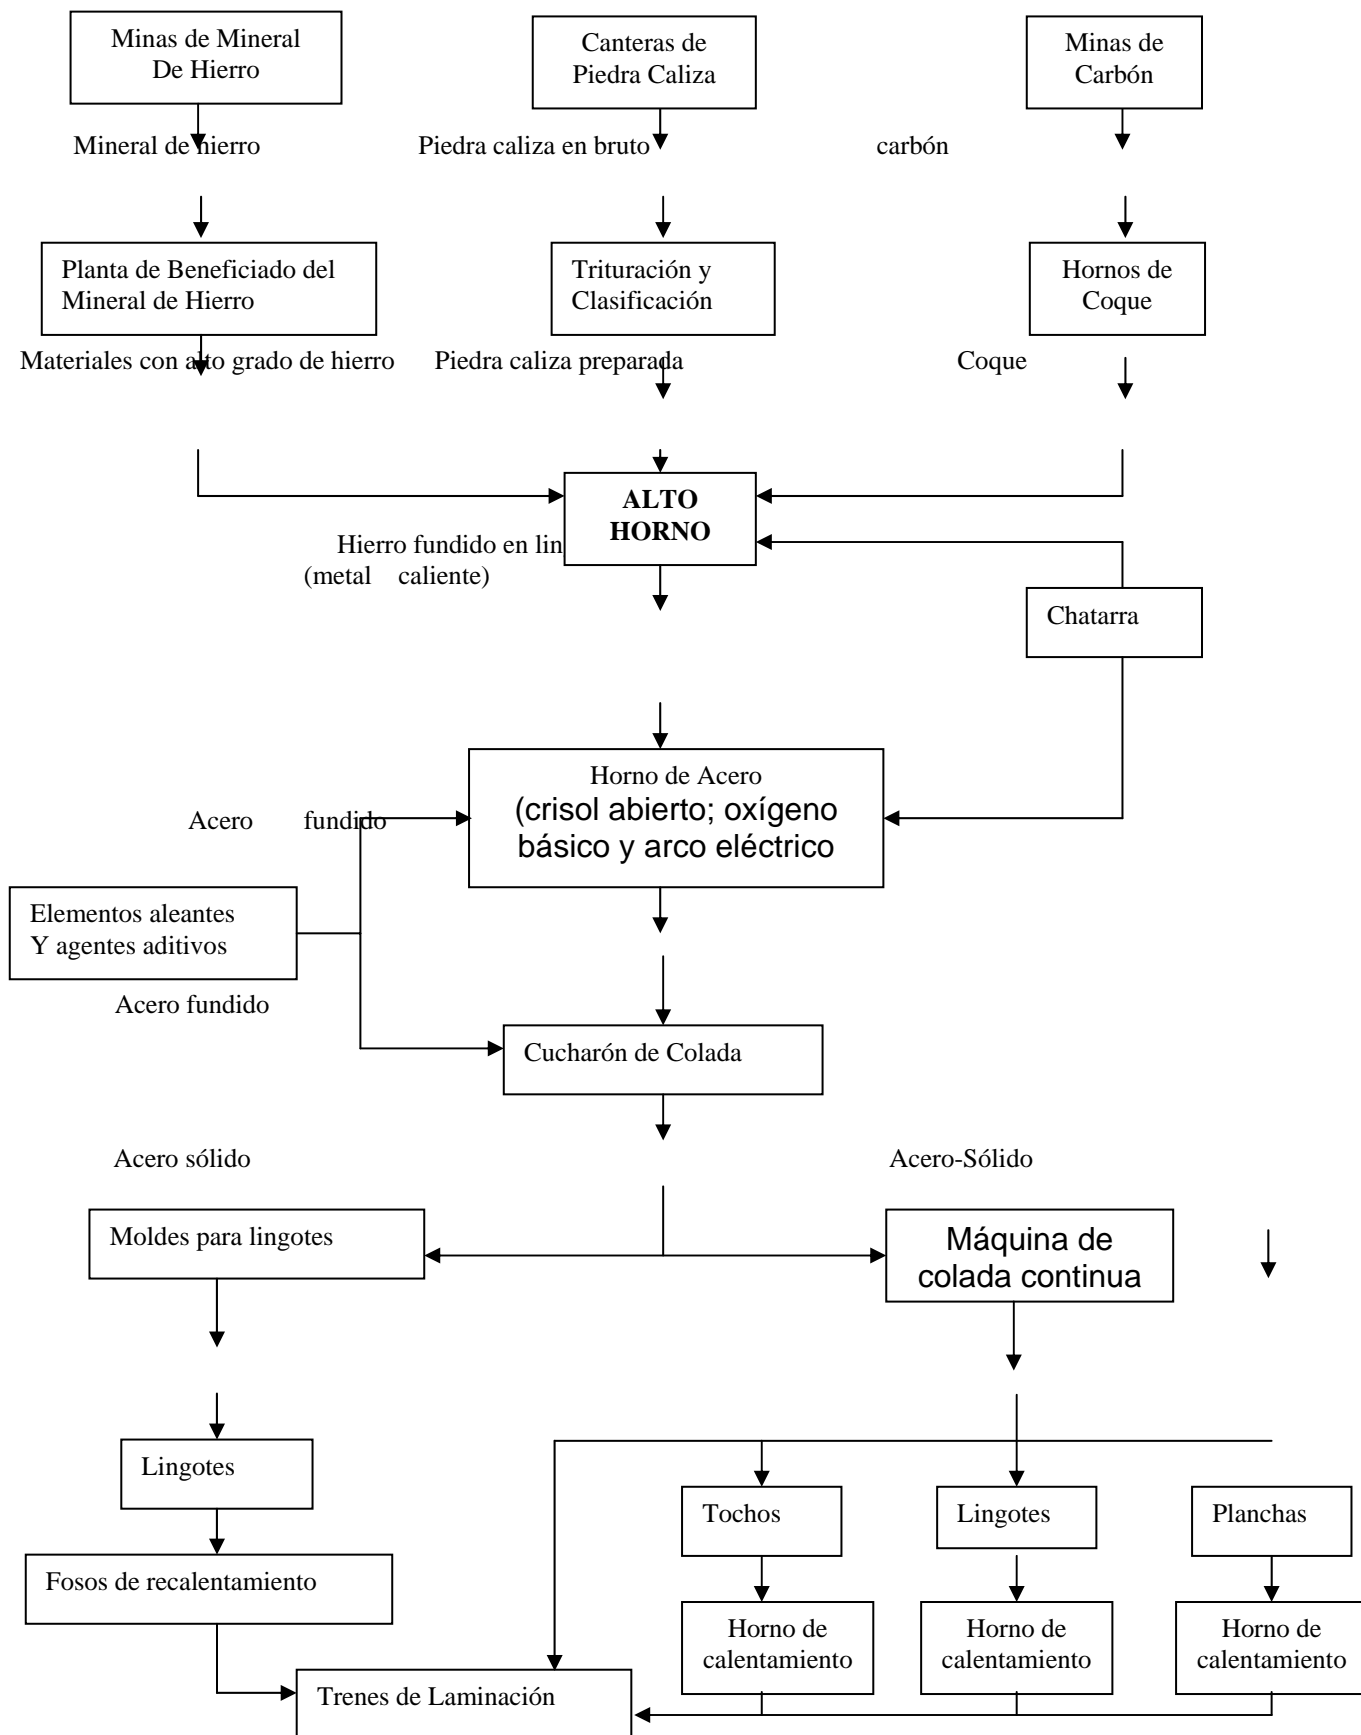 Minas de Mineral
De Hierro
Canteras de
Piedra Caliza
Minas de
Carbón
Mineral de hierro
Piedra caliza en bruto
carbón
Planta de Beneficiado del
Mineral de Hierro
Trituración y
Clasificación
Hornos de
Coque
Materiales con alto grado de hierro
Piedra caliza preparada
Coque
ALTO
HORNO
Hierro fundido en lin
(metal caliente)
Chatarra
Horno de Acero
(crisol abierto; oxígeno
básico y arco eléctrico
Acero fundido
Elementos aleantes
Y agentes aditivos
Acero fundido
Cucharón de Colada
Acero sólido
Acero-Sólido
Moldes para lingotes
Máquina de
colada continua
Lingotes
Tochos
Lingotes
Planchas
Fosos de recalentamiento
Horno de
calentamiento
Horno de
calentamiento
Horno de
calentamiento
Trenes de Laminación